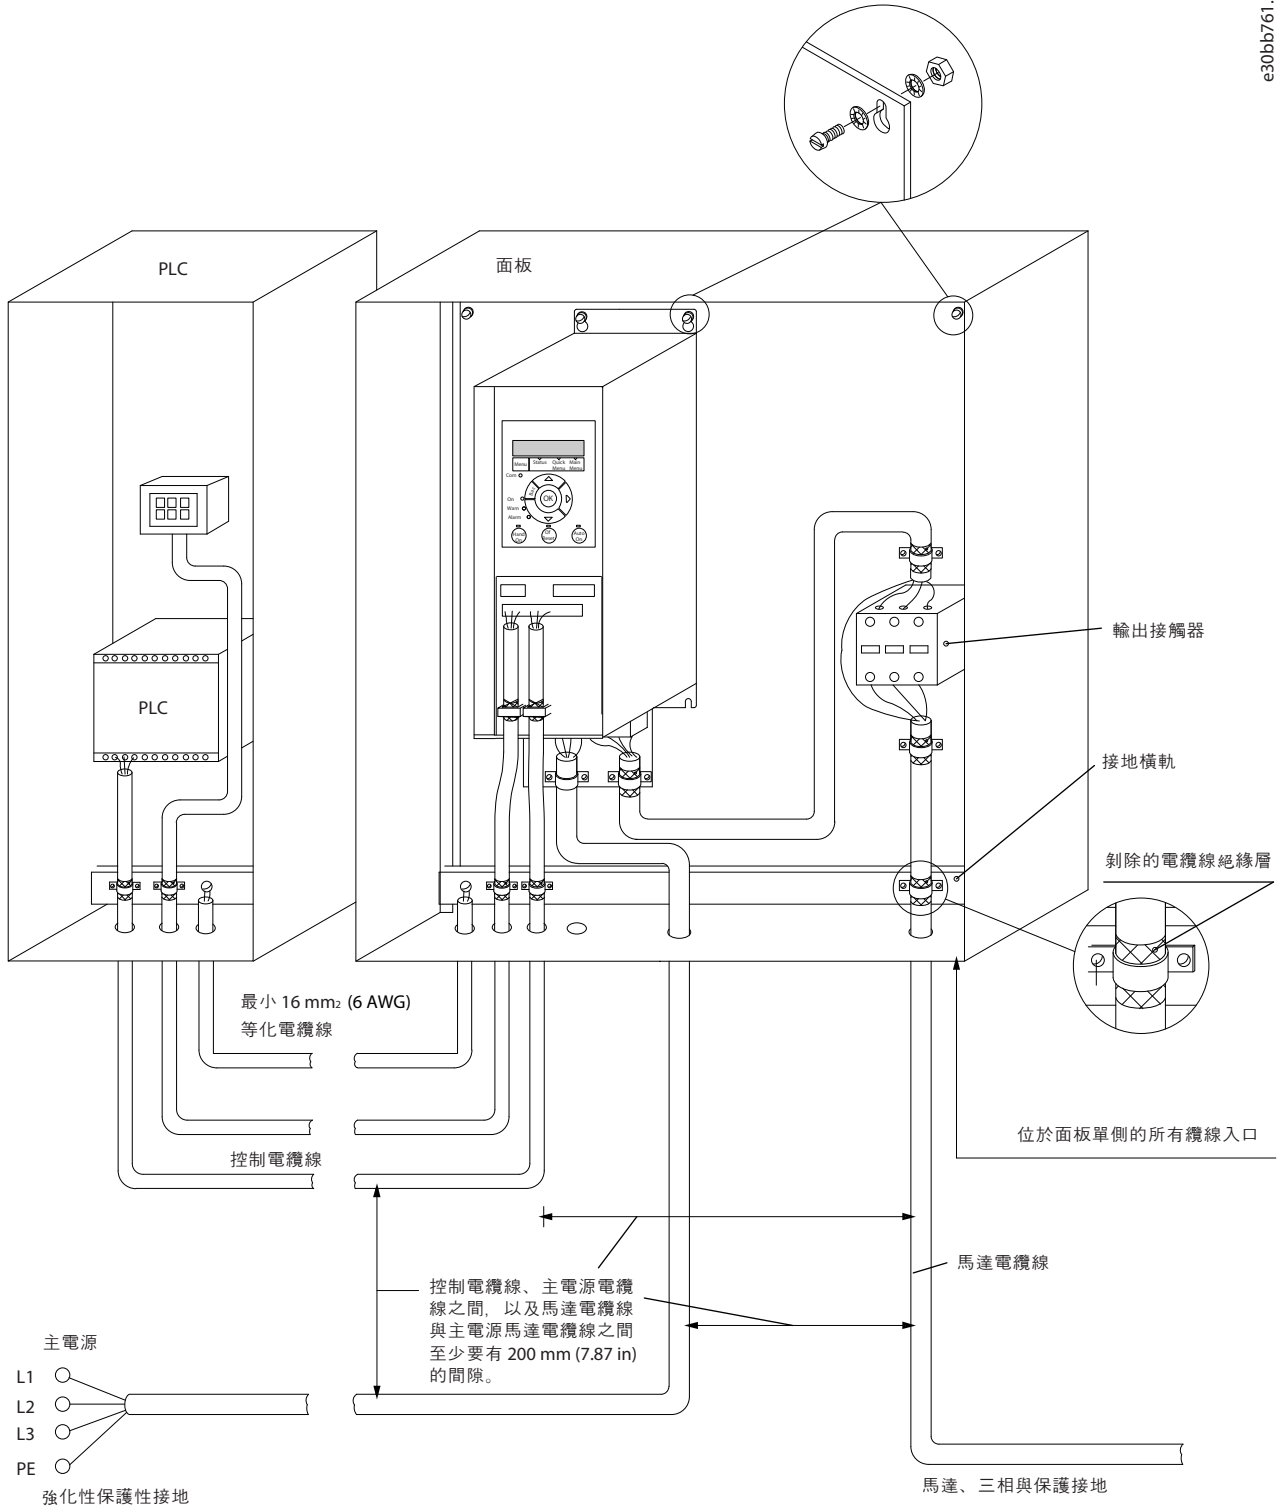 e30bb761.
PLC
面板
Menu
Status
Quick Menu
Main Menu
Com
On
Warn
Alarm
OK
Hand On
Off Reset
Auto On
PLC
輸出接觸器
接地橫軌
剝除的電纜線絕緣層
最小 16 mm2 (6 AWG)
等化電纜線
控制電纜線
位於面板單側的所有纜線入口
馬達電纜線
控制電纜線、主電源電纜
線之間, 以及馬達電纜線
與主電源馬達電纜線之間
至少要有 200 mm (7.87 in)
的間隙。
主電源
L1
L2
L3
PE
強化性保護性接地
馬達、三相與保護接地